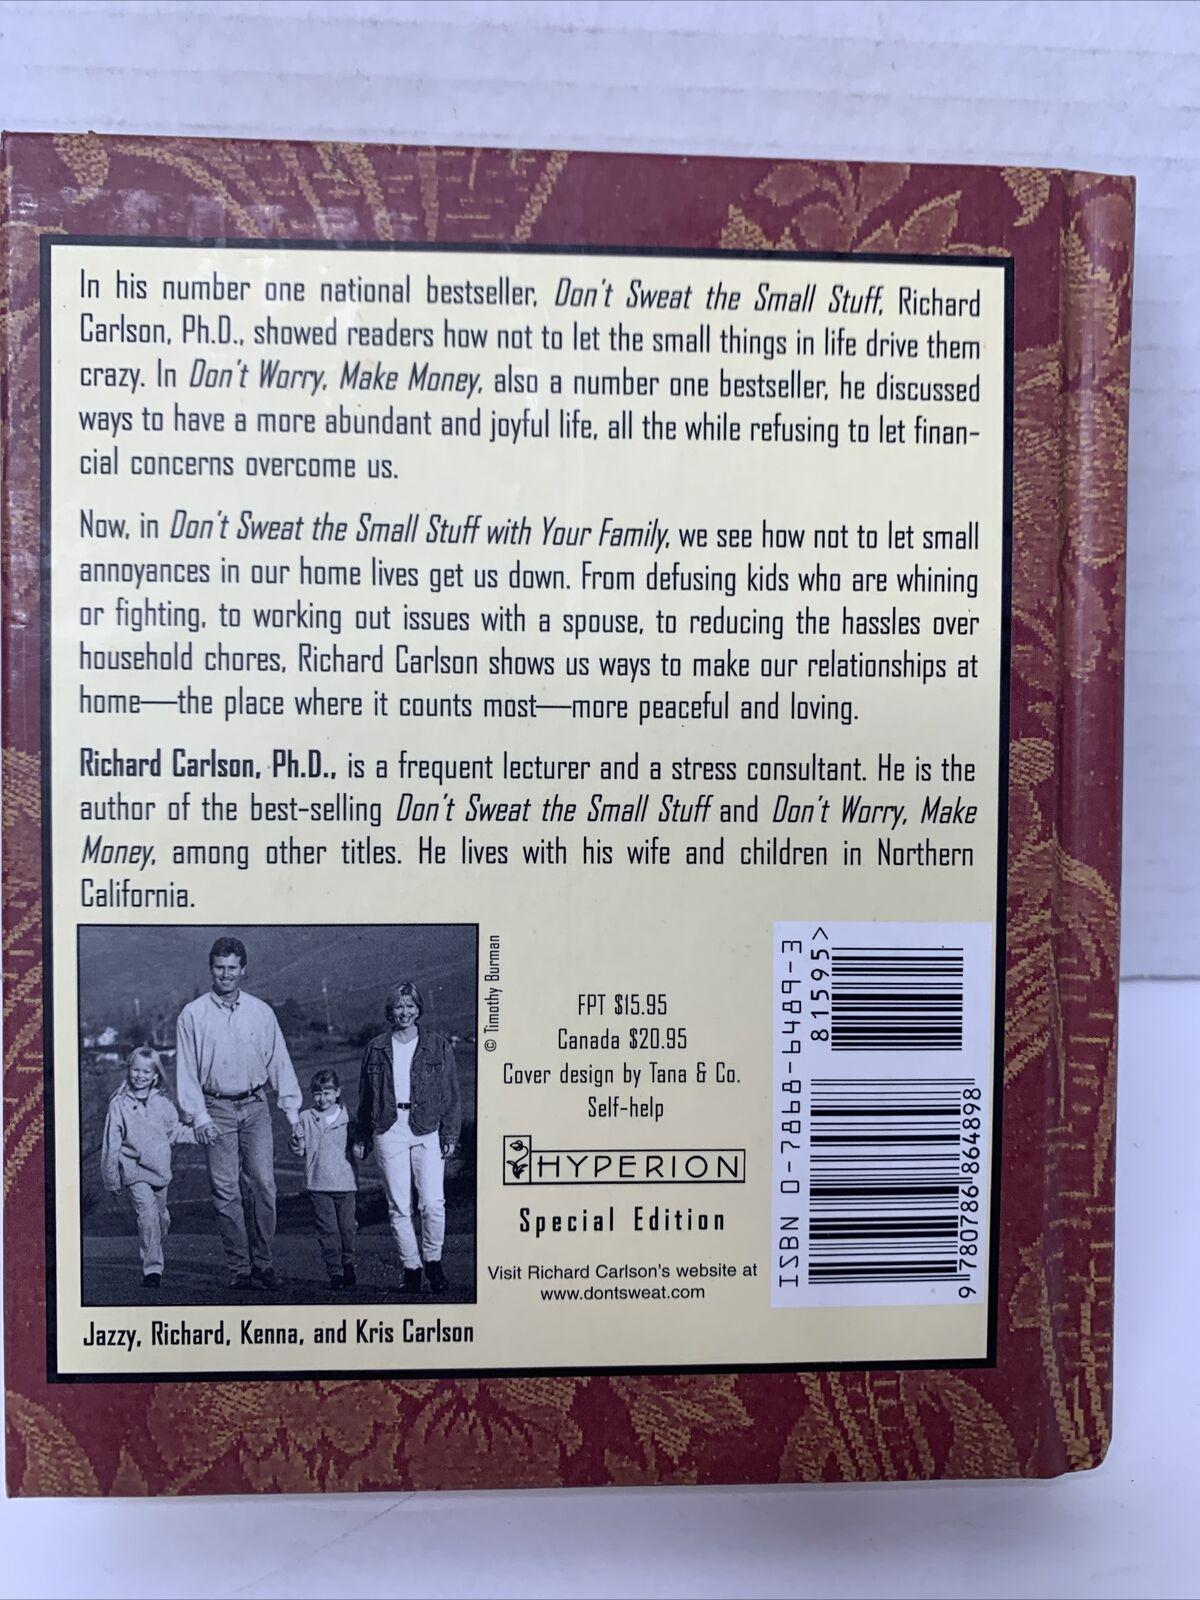 In his number one national bestseller, Don't Sweat the Small Stuff, Richard
Carlson, Ph.D., showed readers how not to let the small things in life drive them
crazy. In Don't Worry, Make Money, also a number one bestseller, he discussed
ways to have a more abundant and joyful life, all the while refusing to let finan-
cial concerns overcome us.
Now, in Don't Sweat the Small Stuff with Your Family, we see how not to let small
annoyances in our home lives get us down. From defusing kids who are whining
or fighting, to working out issues with a spouse, to reducing the hassles over
household chores, Richard Carlson shows us ways to make our relationships at
home—the place where it counts most—more peaceful and loving.
Richard Carlson, Ph.D., is a frequent lecturer and a stress consultant. He is the
author of the best-selling Don't Sweat the Small Stuff and Don't Worry, Make
Money, among other titles. He lives with his wife and children in Northern
California.
© Timothy Burman
Jazzy, Richard, Kenna, and Kris Carlson
FPT $15.95
Canada $20.95
Cover design by Tana & Co.
Self-help
HYPERION
Special Edition
Visit Richard Carlson's website at
www.dontsweat.com
ISBN 0-7868-6489-3
81595>
9 780786 864898